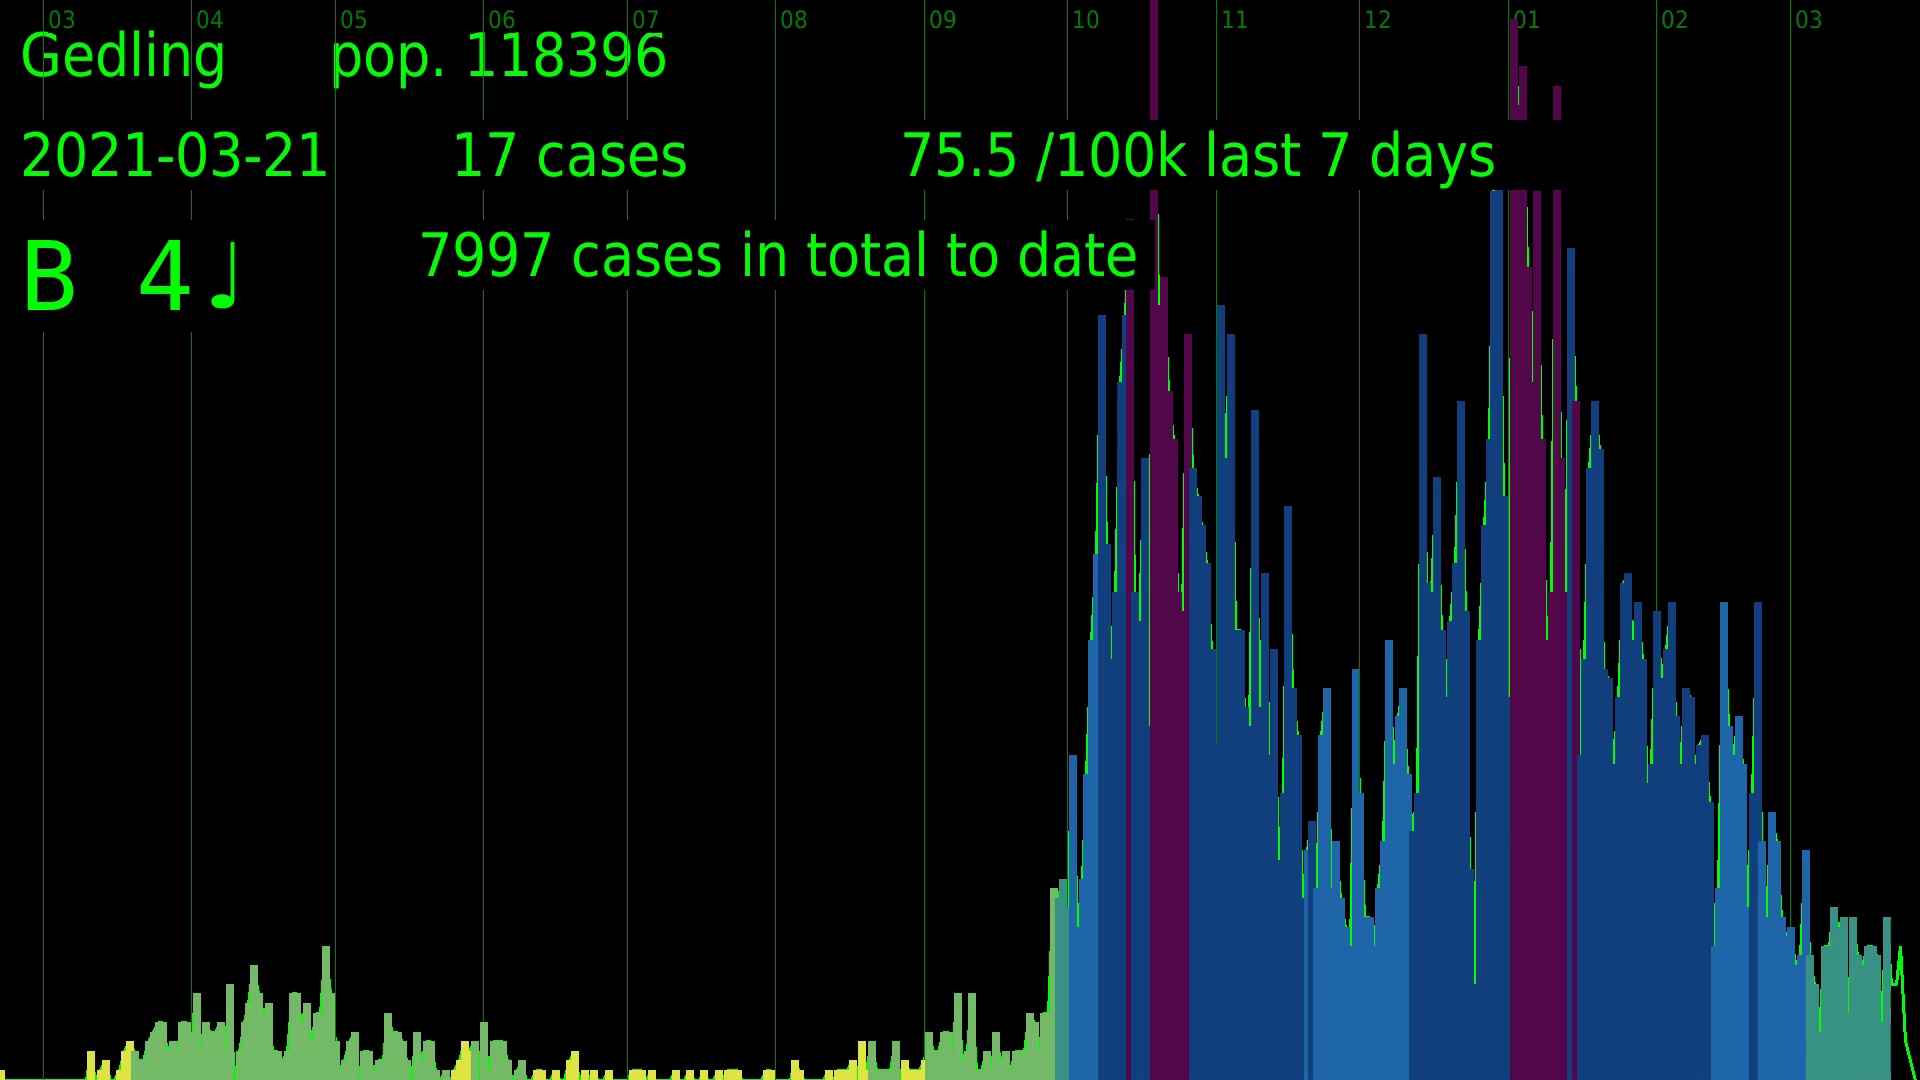 03 04 05 06 07 08 09 10 11 12 01 02 03
Gedling pop. 118396
2021-03-21 17 cases 75.5 /100k last 7 days
B 4♩ 7997 cases in total to date